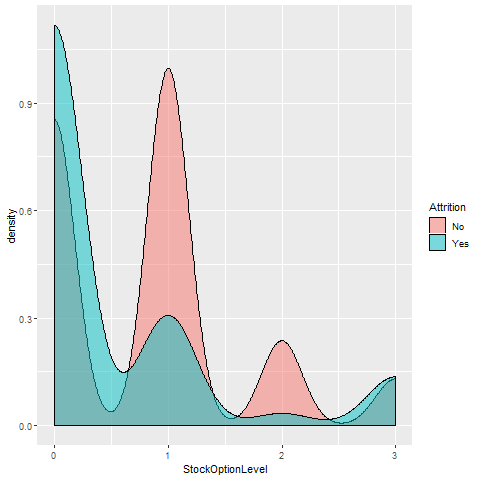 density
0.9
0.6
0.3
0.0
0
1
2
3
StockOptionLevel
Attrition
No
Yes